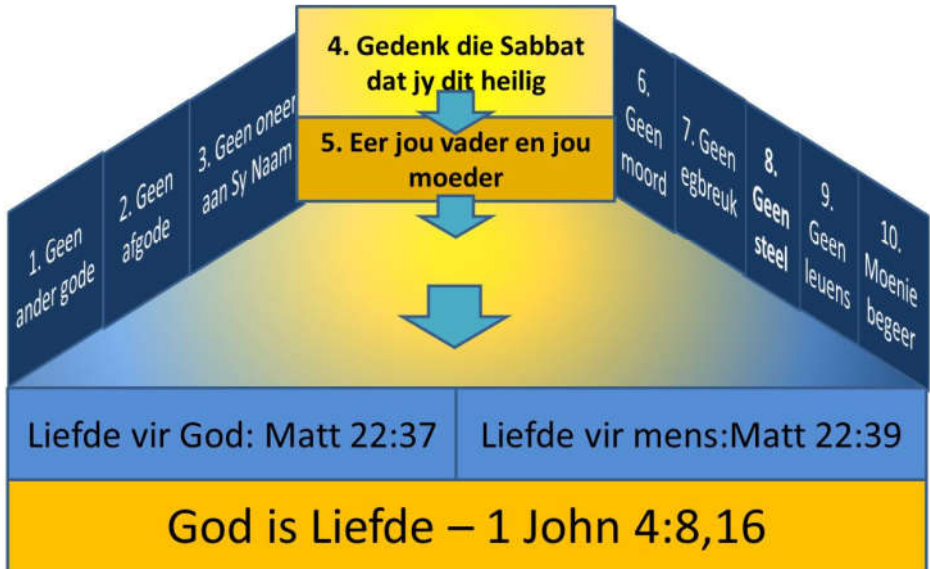 1. Geen
ander gode
2. Geen
afgode
3. Geen oneer
aan Sy Naam
4. Gedenk die Sabbat
dat jy dit heilig
5. Eer jou vader en jou
moeder
6.
Geen
moord
7. Geen
egbreuk
8.
Geen
steel
9.
Geen
leuens
10.
Moenie
begeer
Liefde vir God: Matt 22:37
Liefde vir mens:Matt 22:39
God is Liefde – 1 John 4:8,16